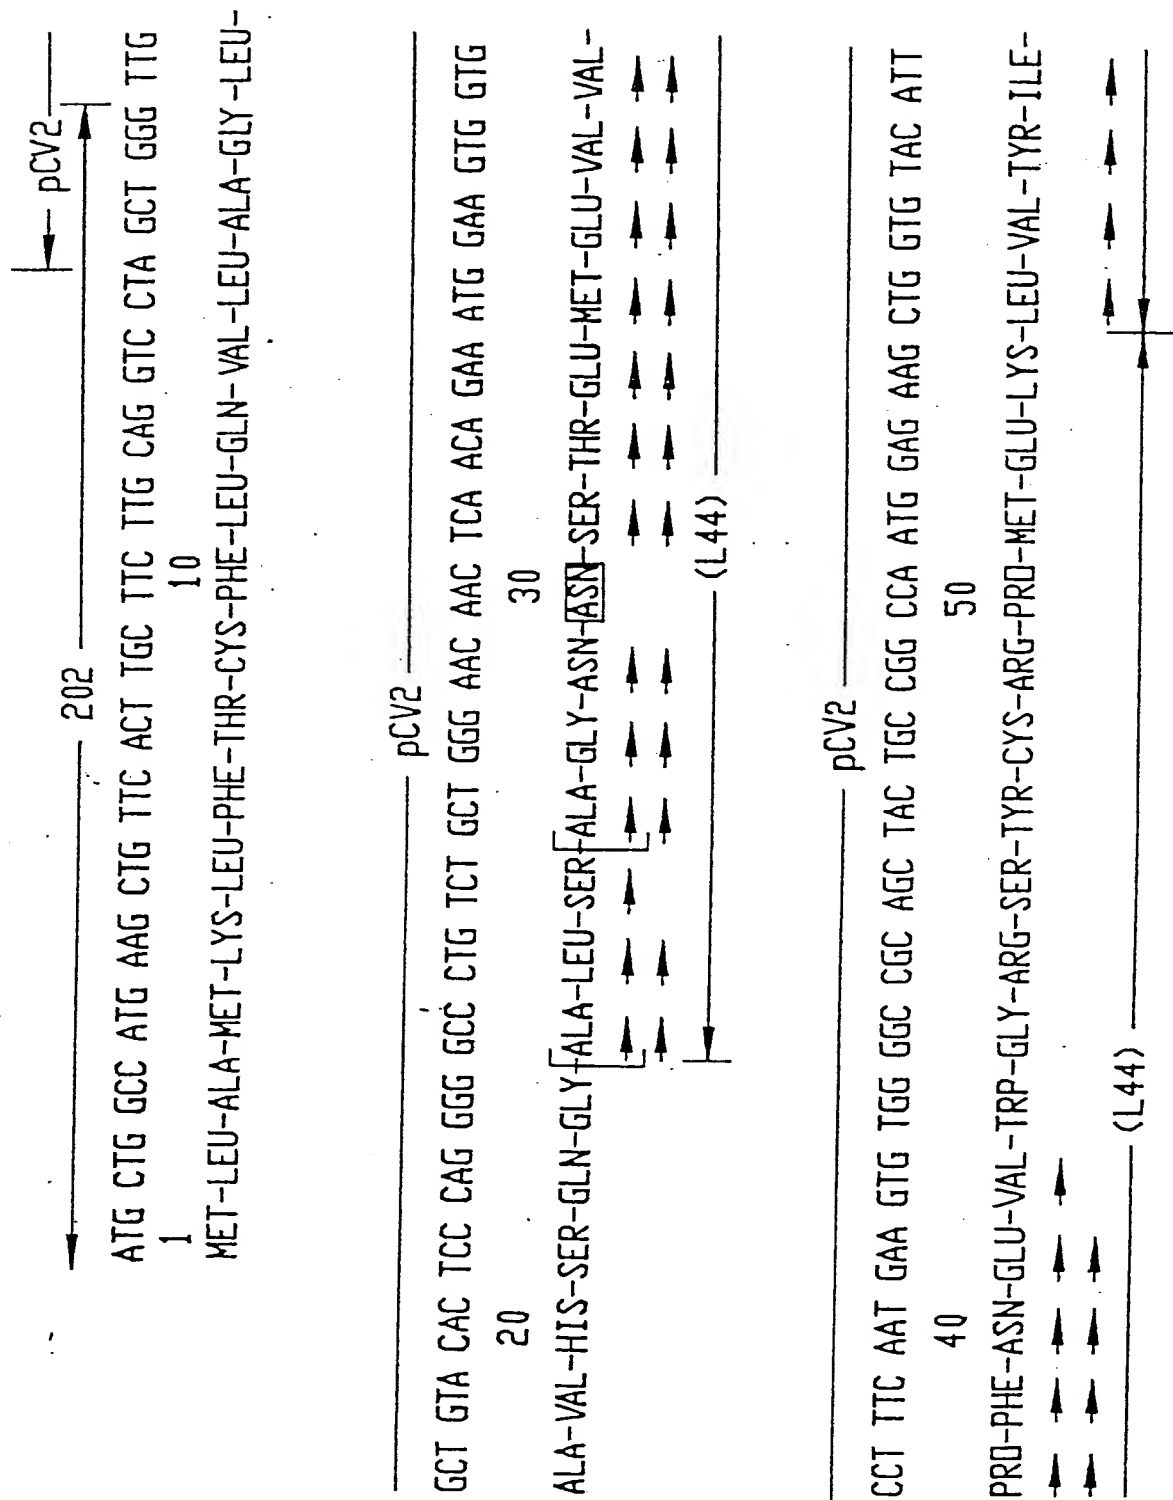 pCV2
202
ATG CTG GCC ATG AAG CTG TTC ACT TGC TTC TTG CAG GTC CTA GCT GGG TTG
1 10
MET-LEU-ALA-MET-LYS-LEU-PHE-THR-CYS-PHE-LEU-GLN-VAL-LEU-ALA-GLY-LEU-
pCV2
GCT GTA CAC TCC CAG GGG GCC CTG TCT GCT GGG AAC AAC TCA ACA GAA ATG GAA GTG GTG
20 30
ALA-VAL-HIS-SER-GLN-GLY-ALA-LEU-SER-ALA-GLY-ASN-ASN-SER-THR-GLU-MET-GLU-VAL-VAL-
(L44)
pCV2
CCT TTC AAT GAA GTG TGG GGC CGC AGC TAC TGC CGG CCA ATG GAG AAG CTG GTG TAC ATT
40 50
PRO-PHE-ASN-GLU-VAL-TRP-GLY-ARG-SER-TYR-CYS-ARG-PRO-MET-GLU-LYS-LEU-VAL-TYR-ILE-
(L44)